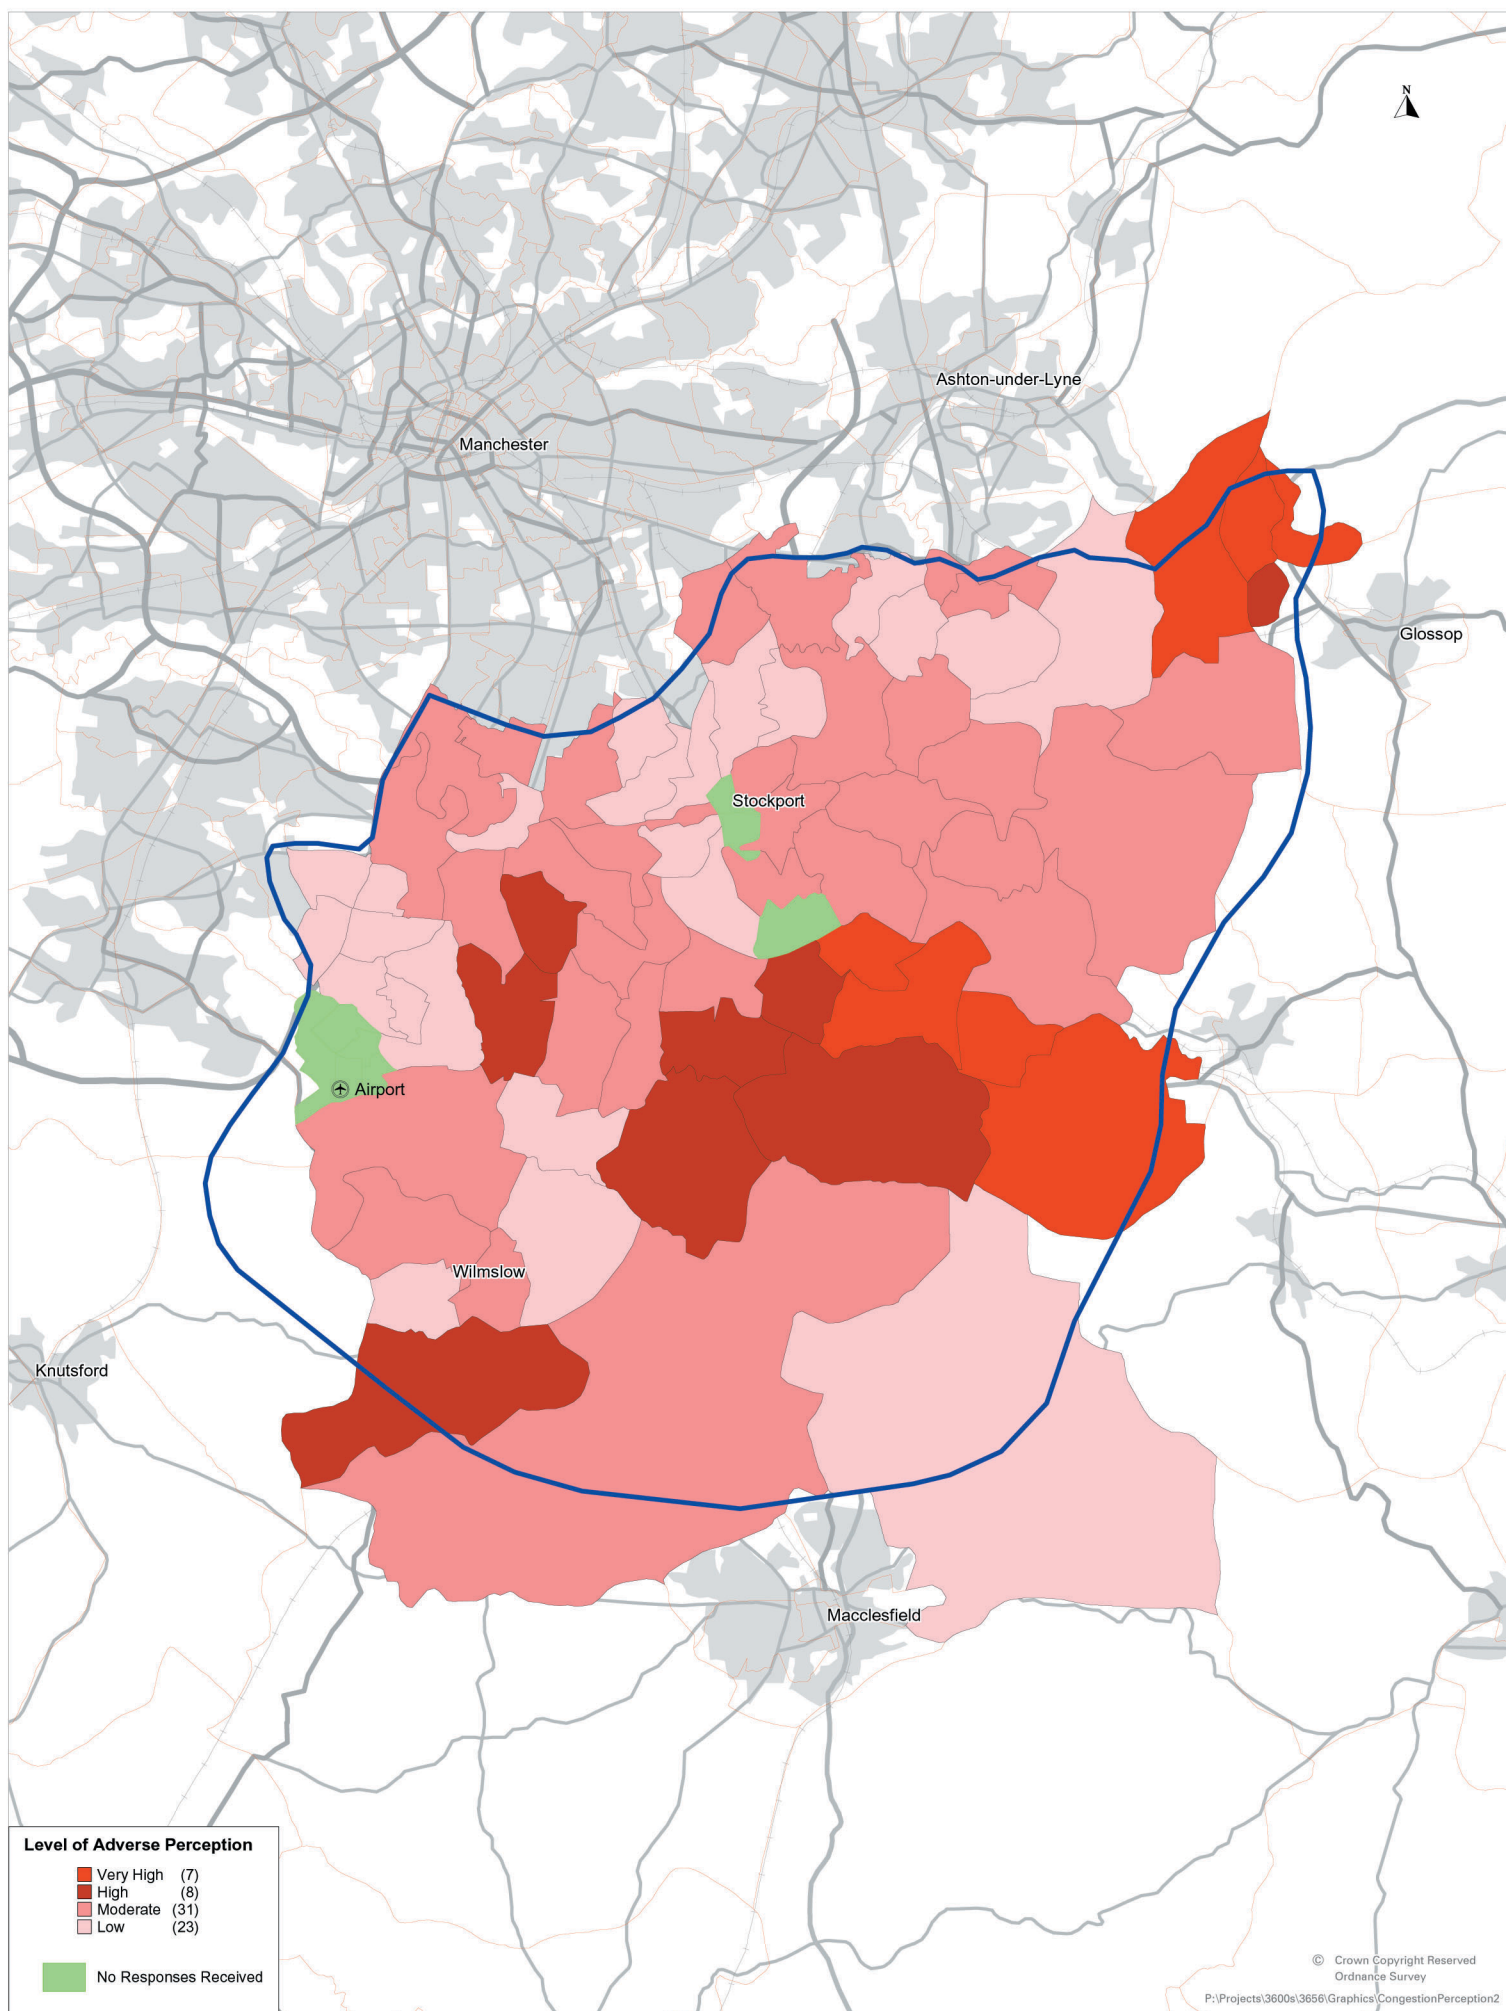 N
Ashton-under-Lyne
Manchester
Glossop
Stockport
Airport
Wilmslow
Knutsford
Macclesfield
Level of Adverse Perception
Very High (7)
High (8)
Moderate (31)
Low (23)
No Responses Received
© Crown Copyright Reserved
Ordnance Survey
P:\Projects\3600s\3656\Graphics\CongestionPerception2